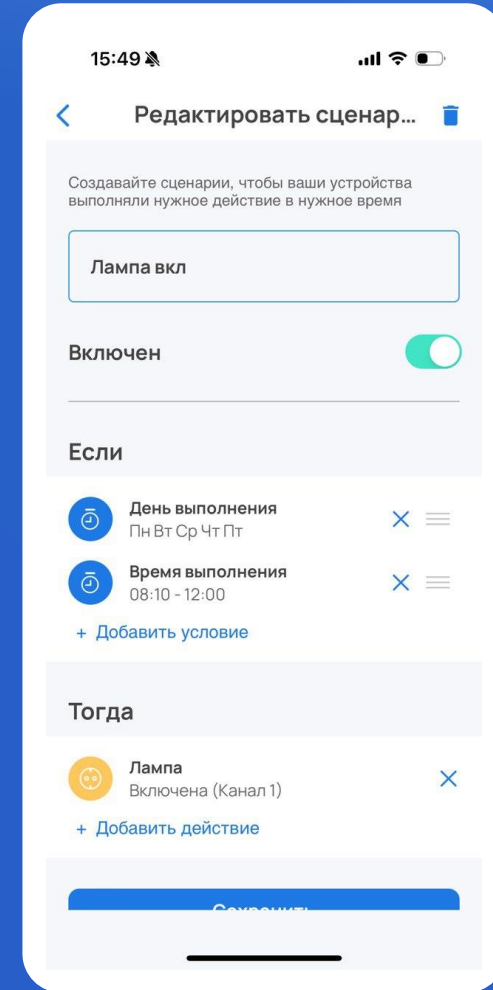 15:49
Редактировать сценар...
Создавайте сценарии, чтобы ваши устройства
выполняли нужное действие в нужное время
Лампа вкл
Включен
Если
День выполнения
Пн Вт Ср Чт Пт
Время выполнения
08:10 - 12:00
+ Добавить условие
Тогда
Лампа
Включена (Канал 1)
+ Добавить действие
Сохранить